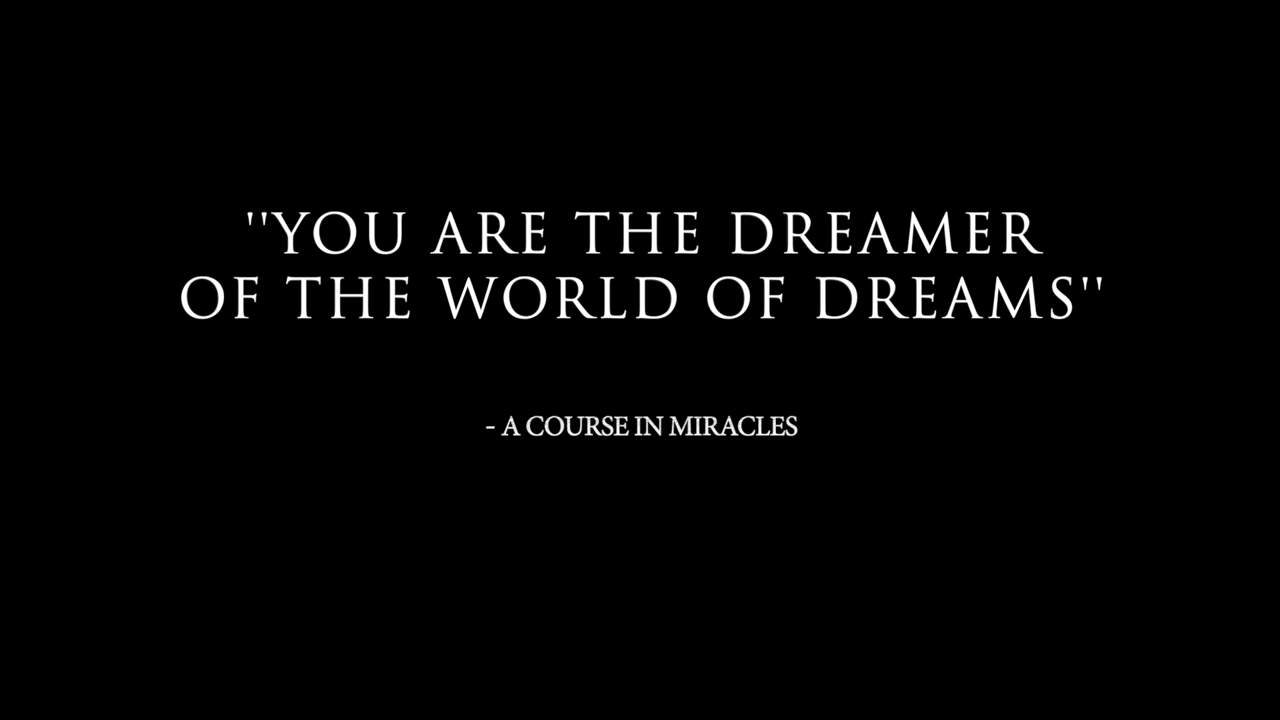 ''YOU ARE THE DREAMER
OF THE WORLD OF DREAMS''
- A COURSE IN MIRACLES